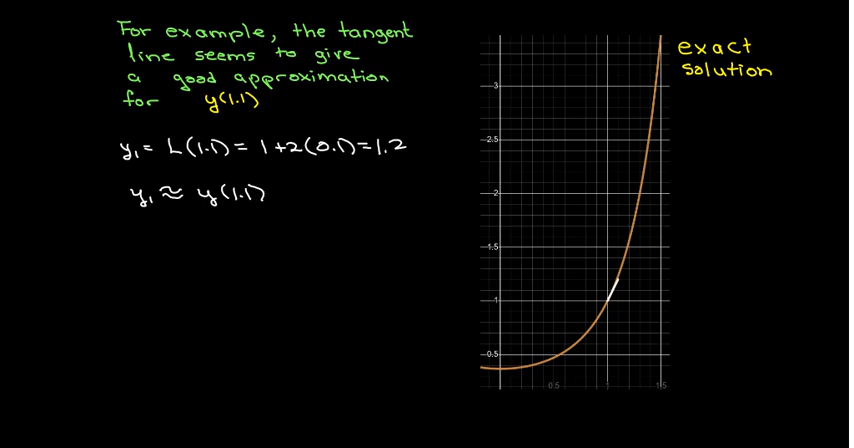 For example, the tangent
line seems to give
a good approximation
for y(1.1)
y₁ = L(1.1) = 1+2(0.1) = 1.2
y₁ ≈ y(1.1)
exact
solution
3
2.5
2
1.5
1
0.5
0.5 1 1.5